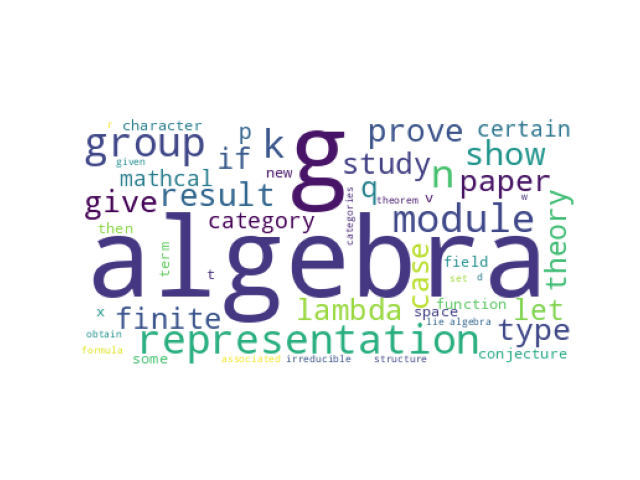 r character
group
given
p
if
k
g
prove
certain
study
show
mathcal
new
n
paper
give
result
q
theorem
v
w
category
categories
module
theory
then
algebra
term
t
case
field
set
d
x
finite
lambda
space
function
let
obtain
representation
lie algebra
type
formula
some
associated
irreducible
structure
conjecture